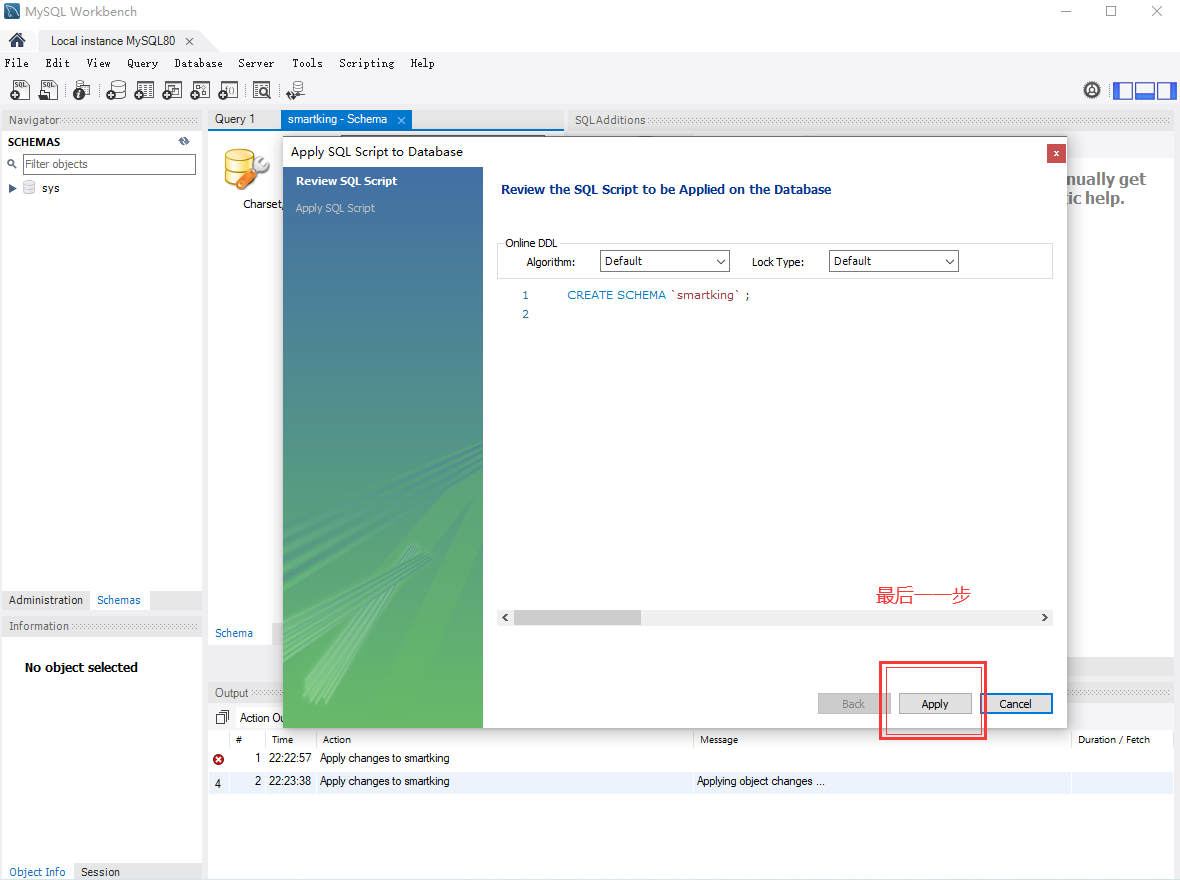 MySQL Workbench
Local instance MySQL80
File Edit View Query Database Server Tools Scripting Help
Navigator
SCHEMAS
Filter objects
sys
Query 1
smartking - Schema
SQLAdditions
Charset,
nually get
ic help.
Apply SQL Script to Database
Review SQL Script
Apply SQL Script
Review the SQL Script to be Applied on the Database
Online DDL
Algorithm: Default Lock Type: Default
1 CREATE SCHEMA `smartking` ;
2
最后一一步
Back Apply Cancel
Administration Schemas
Information
No object selected
Schema
Output
Action Ou
# Time Action Message Duration / Fetch
1 22:22:57 Apply changes to smartking
4 2 22:23:38 Apply changes to smartking Applying object changes ...
Object Info Session